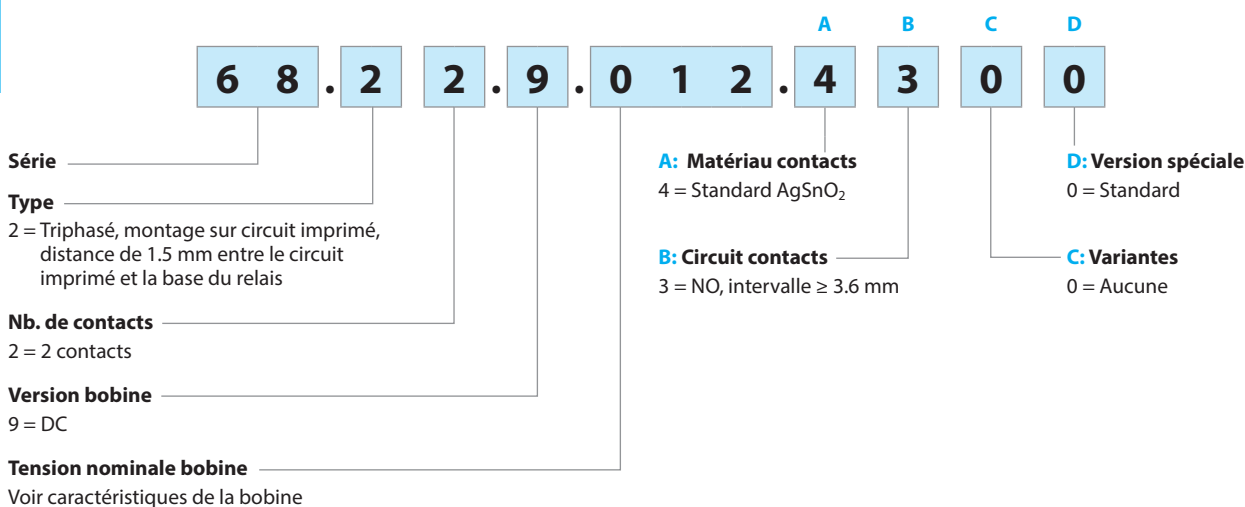 A B C D
6 8 . 2 2 . 9 . 0 1 2 . 4 3 0 0
Série
Type
2 = Triphasé, montage sur circuit imprimé,
distance de 1.5 mm entre le circuit
imprimé et la base du relais
Nb. de contacts
2 = 2 contacts
Version bobine
9 = DC
Tension nominale bobine
Voir caractéristiques de la bobine
A: Matériau contacts
4 = Standard AgSnO₂
B: Circuit contacts
3 = NO, intervalle ≥ 3.6 mm
D: Version spéciale
0 = Standard
C: Variantes
0 = Aucune